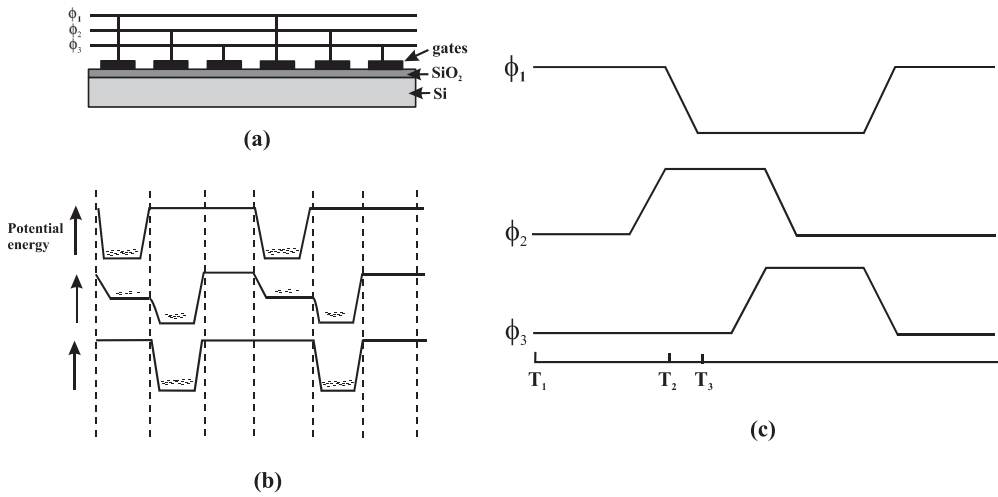 ϕ₁
ϕ₂
ϕ₃
gates
SiO₂
Si
(a)
Potential
energy
(b)
ϕ₁
ϕ₂
ϕ₃
T₁ T₂ T₃
(c)